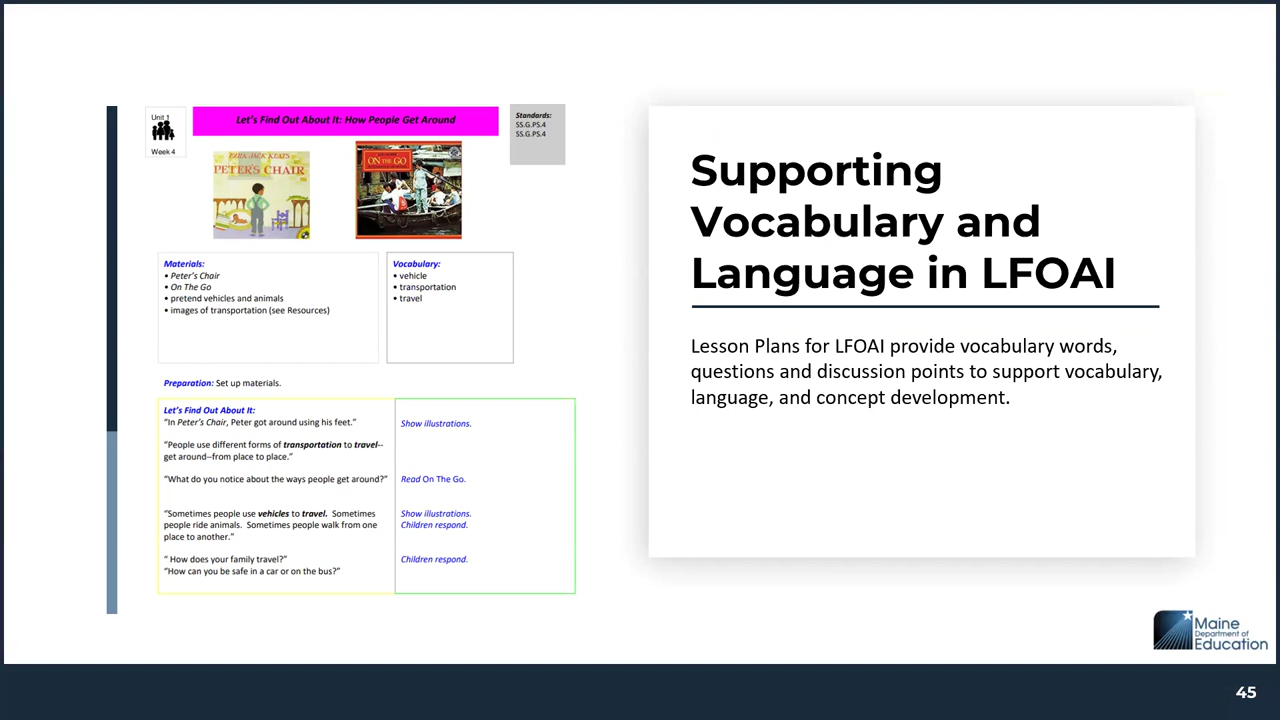 Unit 1
Week 4
Let's Find Out About It: How People Get Around
Standards:
SS.G.PS.4
SS.G.PS.4
EZRA JACK KEATS
PETER'S CHAIR
ON THE GO
Materials:
• Peter's Chair
• On The Go
• pretend vehicles and animals
• images of transportation (see Resources)
Vocabulary:
• vehicle
• transportation
• travel
Preparation: Set up materials.
Let's Find Out About It:
“In Peter's Chair, Peter got around using his feet.”
Show illustrations.
“People use different forms of transportation to travel--
get around--from place to place.”
“What do you notice about the ways people get around?”
Read On The Go.
“Sometimes people use vehicles to travel. Sometimes
people ride animals. Sometimes people walk from one
place to another.”
Show illustrations.
Children respond.
“ How does your family travel?”
“How can you be safe in a car or on the bus?”
Children respond.
Supporting
Vocabulary and
Language in LFOAI
Lesson Plans for LFOAI provide vocabulary words,
questions and discussion points to support vocabulary,
language, and concept development.
Maine
Department of
Education
45